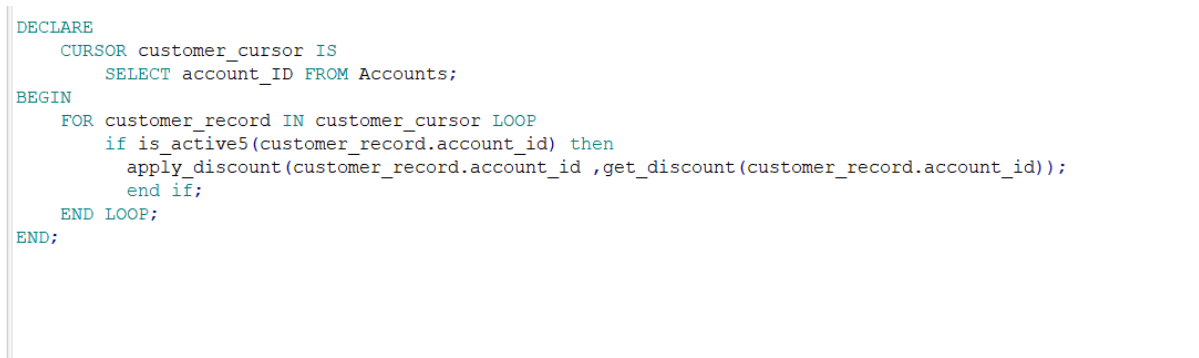 DECLARE
CURSOR customer_cursor IS
SELECT account_ID FROM Accounts;
BEGIN
FOR customer_record IN customer_cursor LOOP
if is_active5(customer_record.account_id) then
apply_discount(customer_record.account_id ,get_discount(customer_record.account_id));
end if;
END LOOP;
END;